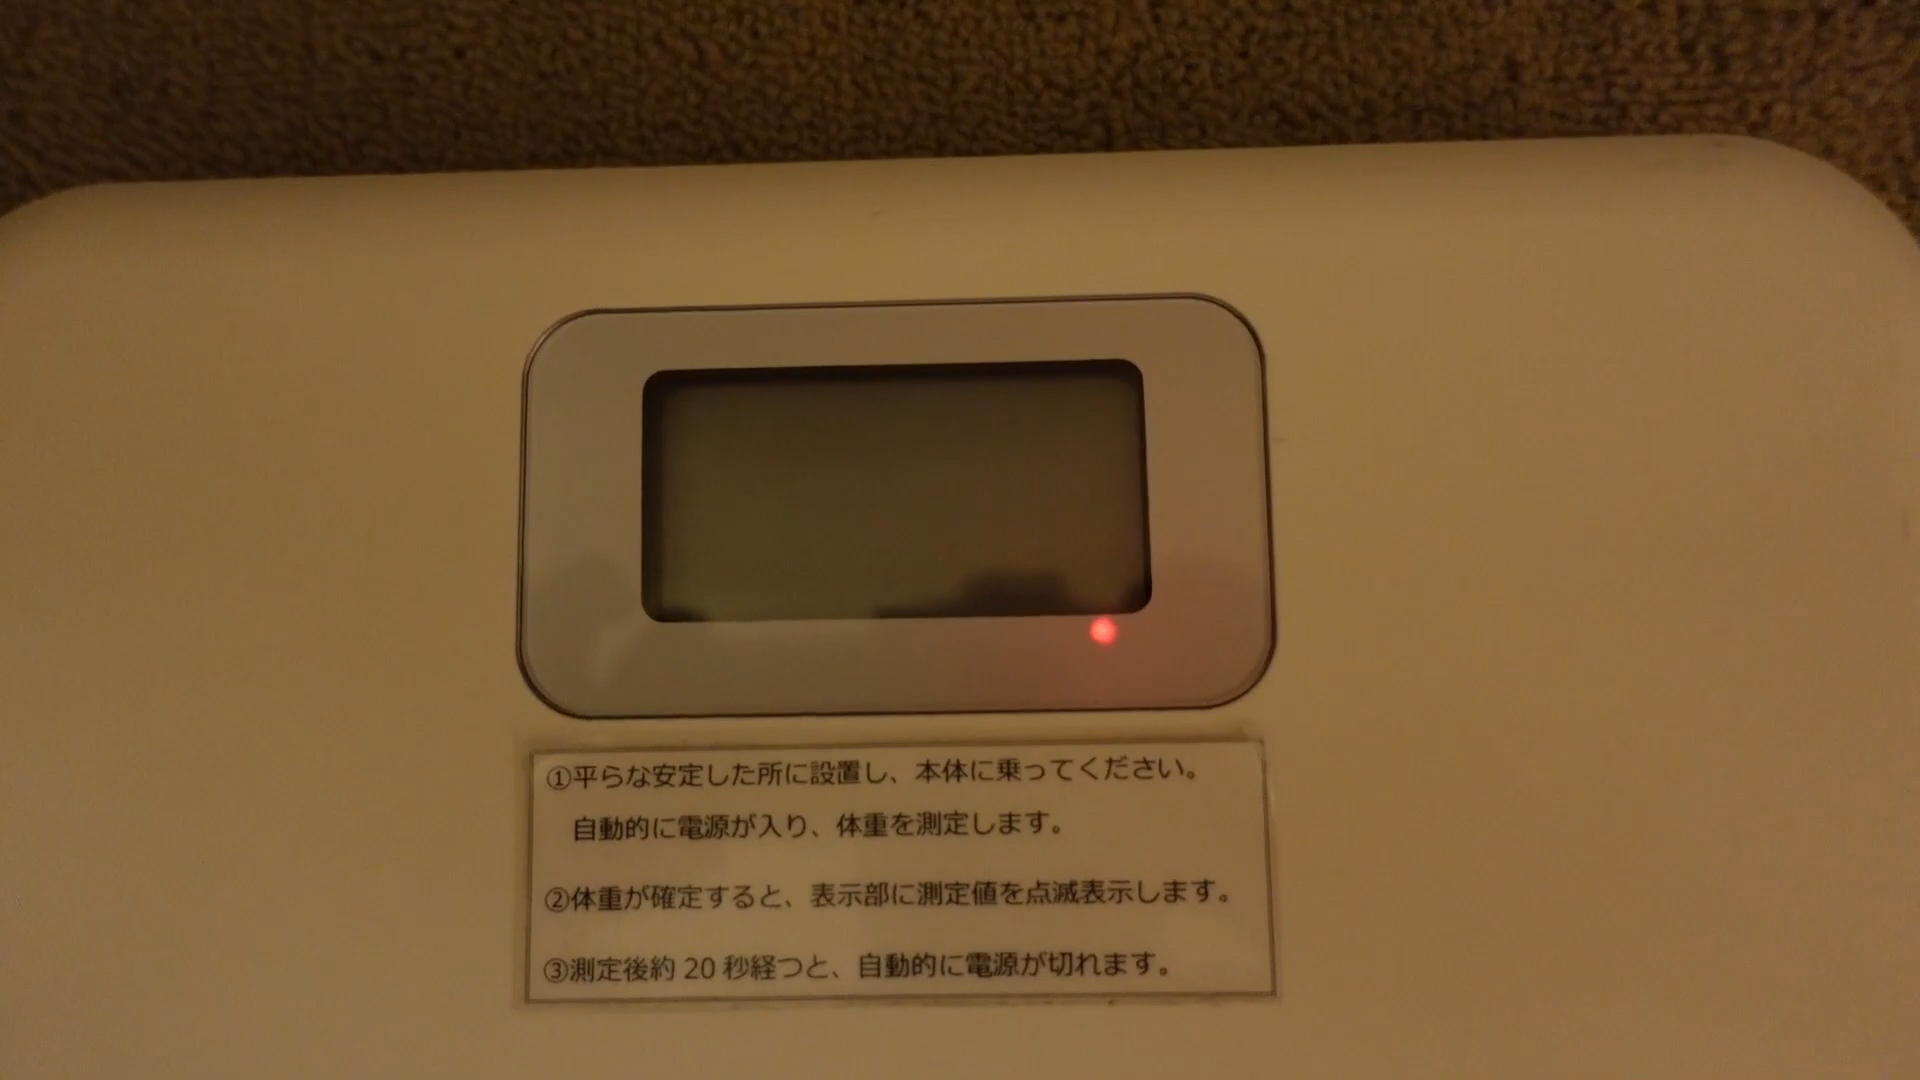 ①平らな安定した所に設置し、本体に乗ってください。
自動的に電源が入り、体重を測定します。
②体重が確定すると、表示部に測定値を点滅表示します。
③測定後約 20 秒経つと、自動的に電源が切れます。